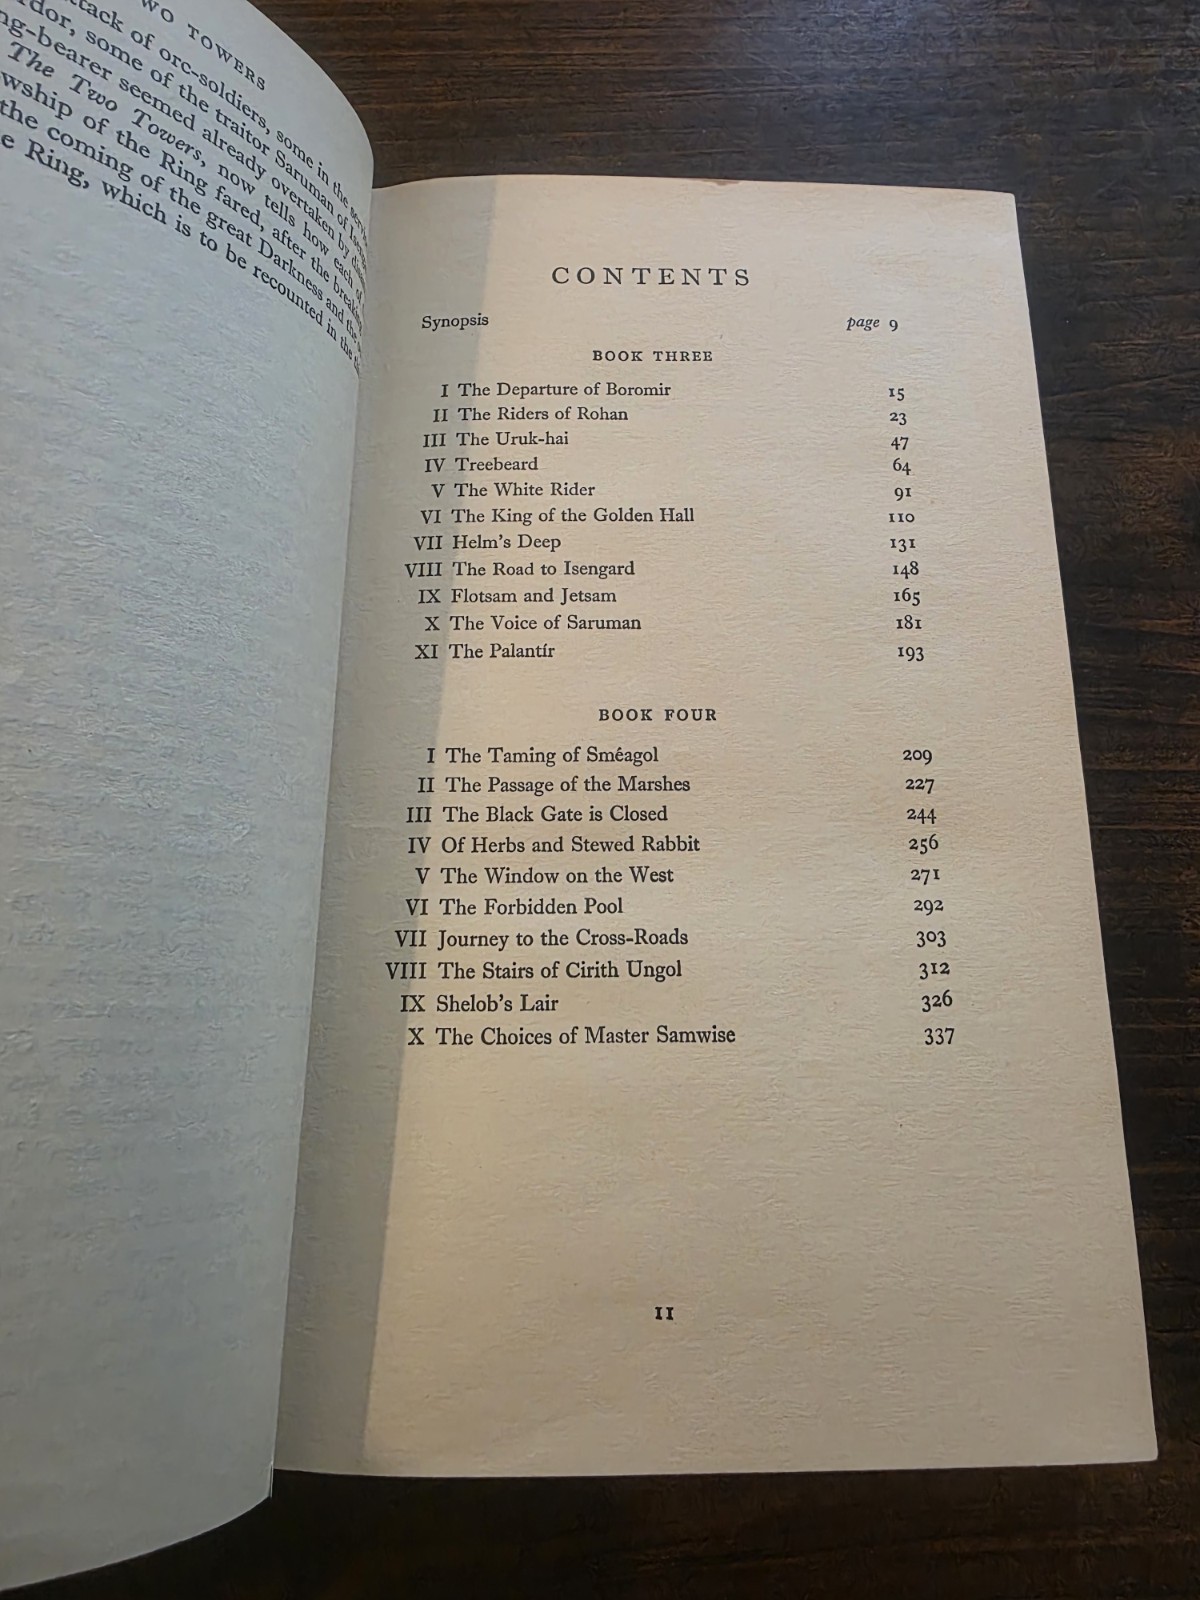 WO TOWERS
ttack of orc-soldiers, some in the
dor, some of the traitor Saruman of
ng-bearer seemed already overtaken by
The Two Towers, now tells how each of
wship of the Ring fared, after the breaking
the coming of the great Darkness and the
e Ring, which is to be recounted in the
CONTENTS
Synopsis page 9
BOOK THREE
I The Departure of Boromir 15
II The Riders of Rohan 23
III The Uruk-hai 47
IV Treebeard 64
V The White Rider 91
VI The King of the Golden Hall 110
VII Helm's Deep 131
VIII The Road to Isengard 148
IX Flotsam and Jetsam 165
X The Voice of Saruman 181
XI The Palantír 193
BOOK FOUR
I The Taming of Sméagol 209
II The Passage of the Marshes 227
III The Black Gate is Closed 244
IV Of Herbs and Stewed Rabbit 256
V The Window on the West 271
VI The Forbidden Pool 292
VII Journey to the Cross-Roads 303
VIII The Stairs of Cirith Ungol 312
IX Shelob's Lair 326
X The Choices of Master Samwise 337
11